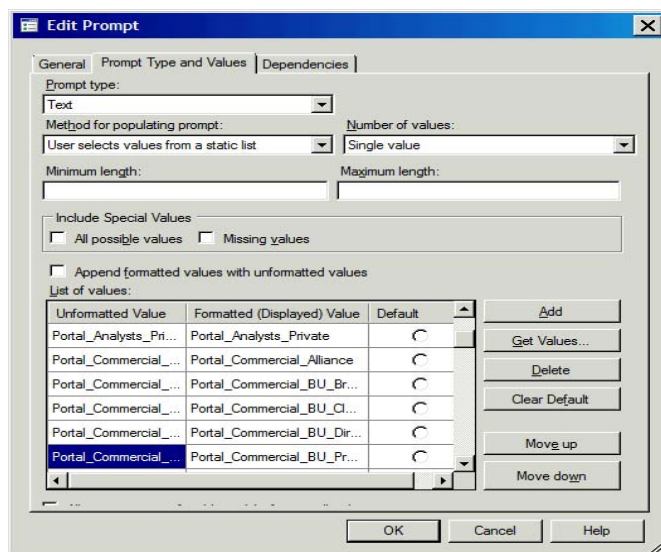 Edit Prompt
General Prompt Type and Values Dependencies
Prompt type:
Text
Method for populating prompt: Number of values:
User selects values from a static list Single value
Minimum length: Maximum length:
Include Special Values
All possible values Missing values
Append formatted values with unformatted values
List of values:
Unformatted Value Formatted (Displayed) Value Default Add
Portal_Analysts_Pri... Portal_Analysts_Private Get Values...
Portal_Commercial_... Portal_Commercial_Alliance Delete
Portal_Commercial_... Portal_Commercial_BU_Br... Clear Default
Portal_Commercial_... Portal_Commercial_BU_Cl...
Portal_Commercial_... Portal_Commercial_BU_Dir... Move up
Portal_Commercial_... Portal_Commercial_BU_Pr... Move down
OK Cancel Help